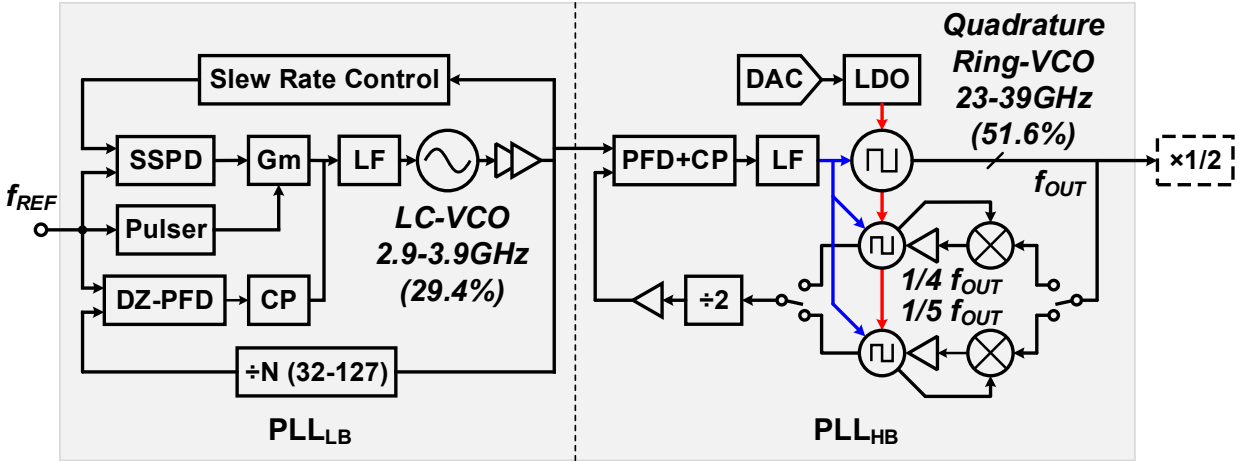 Quadrature
Ring-VCO
23-39GHz
(51.6%)
DAC
LDO
Slew Rate Control
SSPD
Gm
LF
PFD+CP
LF
×1/2
fREF
fOUT
Pulser
LC-VCO
2.9-3.9GHz
(29.4%)
DZ-PFD
CP
÷2
1/4 fOUT
1/5 fOUT
÷N (32-127)
PLLLB
PLLHB